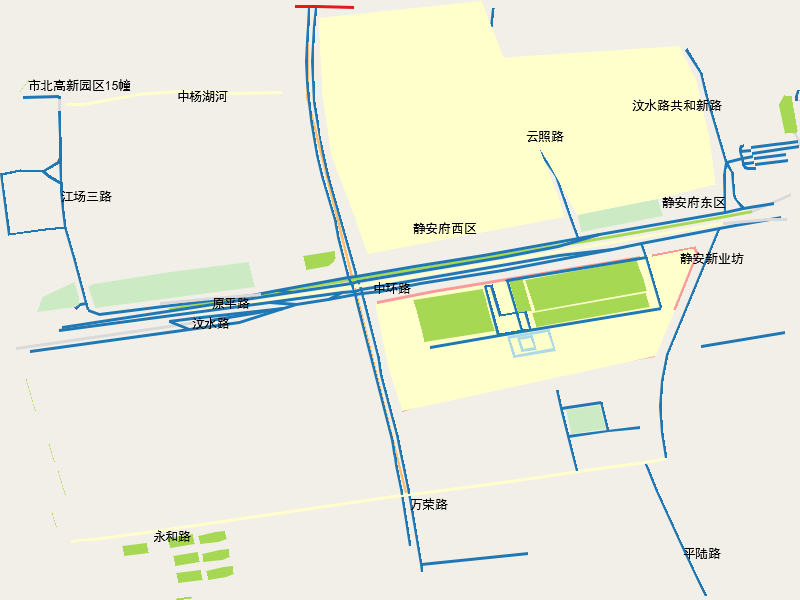 市北高新园区15幢
中杨湖河
汶水路共和新路
云照路
江场三路
静安府东区
静安府西区
静安新业坊
中环路
原平路
汶水路
万荣路
永和路
平陆路